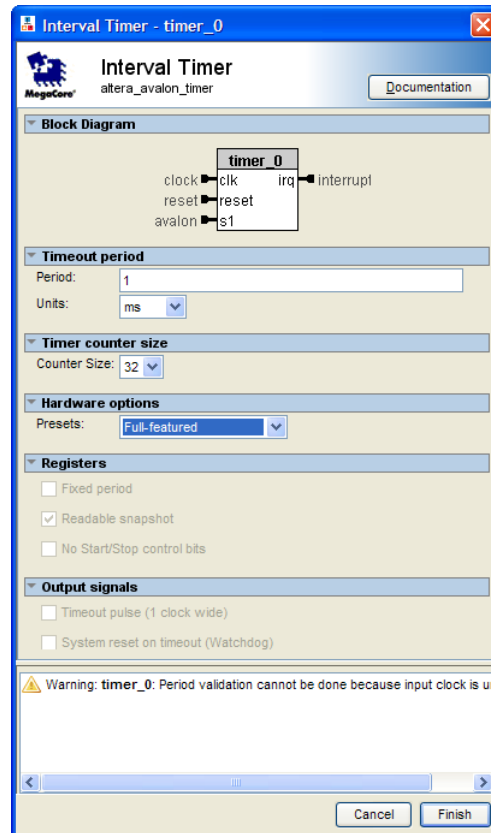 Interval Timer - timer_0
Interval Timer
altera_avalon_timer
MegaCore'
Documentation
Block Diagram
timer_0
clock clk irq interrupt
reset reset
avalon s1
Timeout period
Period: 1
Units: ms
Timer counter size
Counter Size: 32
Hardware options
Presets: Full-featured
Registers
Fixed period
Readable snapshot
No Start/Stop control bits
Output signals
Timeout pulse (1 clock wide)
System reset on timeout (Watchdog)
Warning: timer_0: Period validation cannot be done because input clock is
Cancel Finish